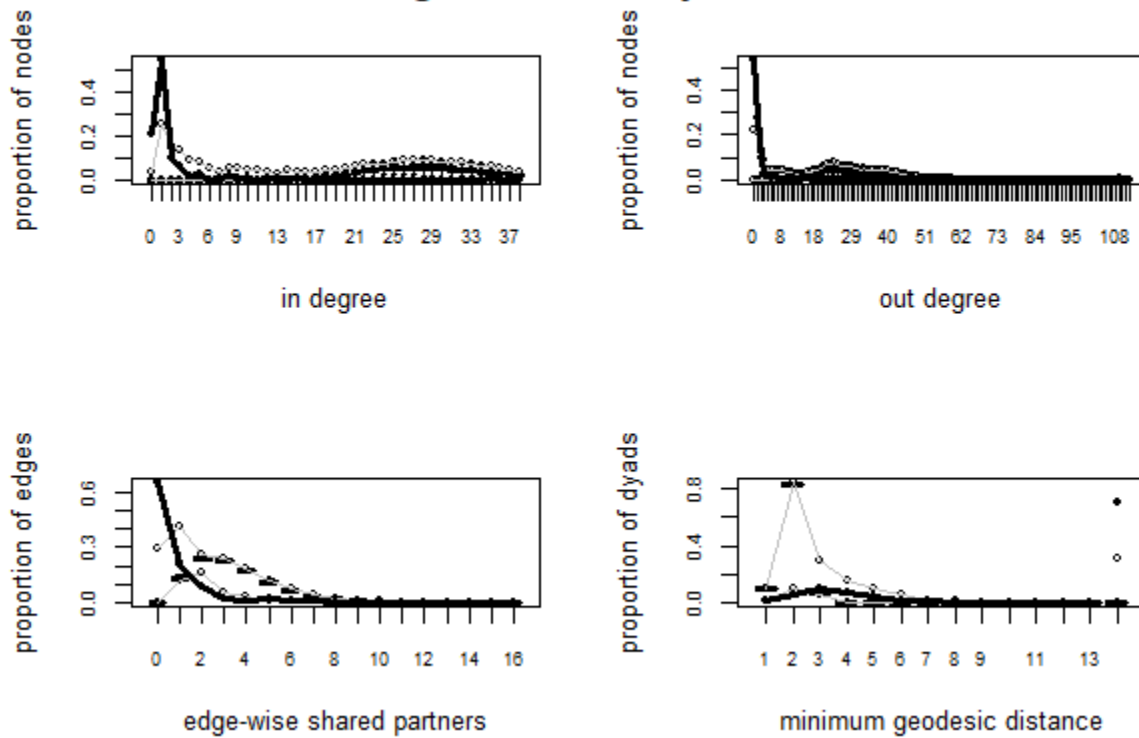 proportion of nodes
0.0 0.2 0.4
0 3 6 9 13 17 21 25 29 33 37
in degree
proportion of nodes
0.0 0.2 0.4
0 8 18 29 40 51 62 73 84 95 108
out degree
proportion of edges
0.0 0.3 0.6
0 2 4 6 8 10 12 14 16
edge-wise shared partners
proportion of dyads
0.0 0.4 0.8
1 2 3 4 5 6 7 8 9 11 13
minimum geodesic distance